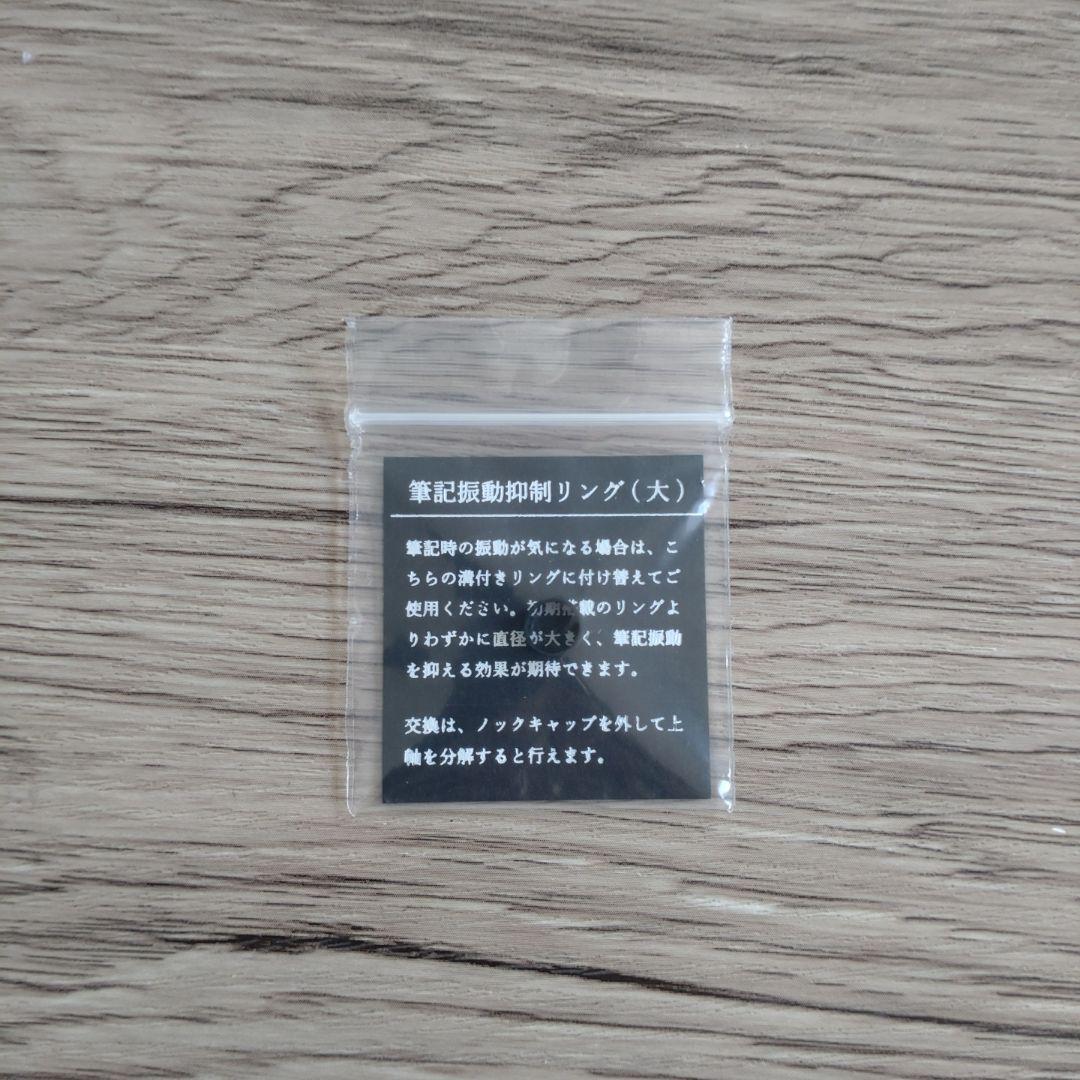 筆記振動抑制リング(大)
筆記時の振動が気になる場合は、こ
ちらの溝付きリングに付け替えてご
使用ください。初期搭載のリングよ
りわずかに直径が大きく、筆記振動
を抑える効果が期待できます。
交換は、ノックキャップを外して上
軸を分解すると行えます。